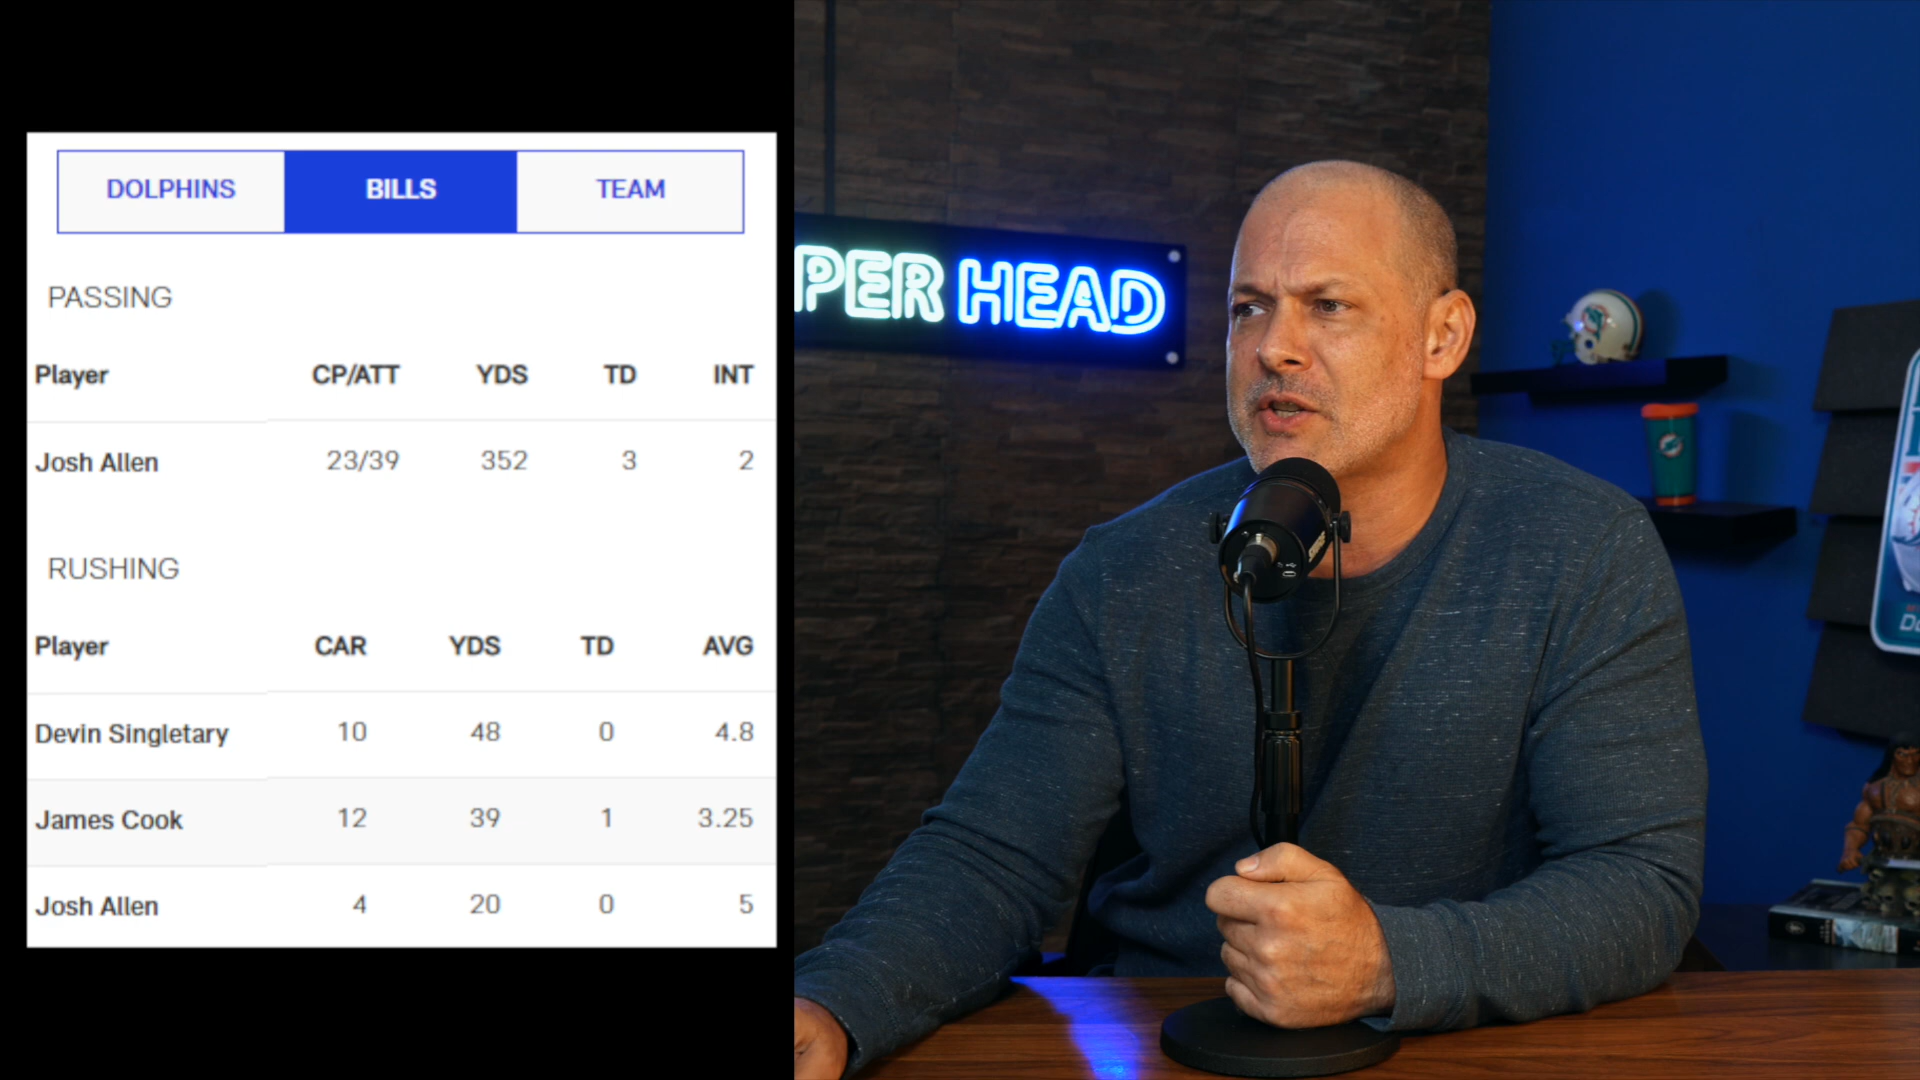 DOLPHINS BILLS TEAM
PASSING
Player CP/ATT YDS TD INT
Josh Allen 23/39 352 3 2
RUSHING
Player CAR YDS TD AVG
Devin Singletary 10 48 0 4.8
James Cook 12 39 1 3.25
Josh Allen 4 20 0 5
PER HEAD